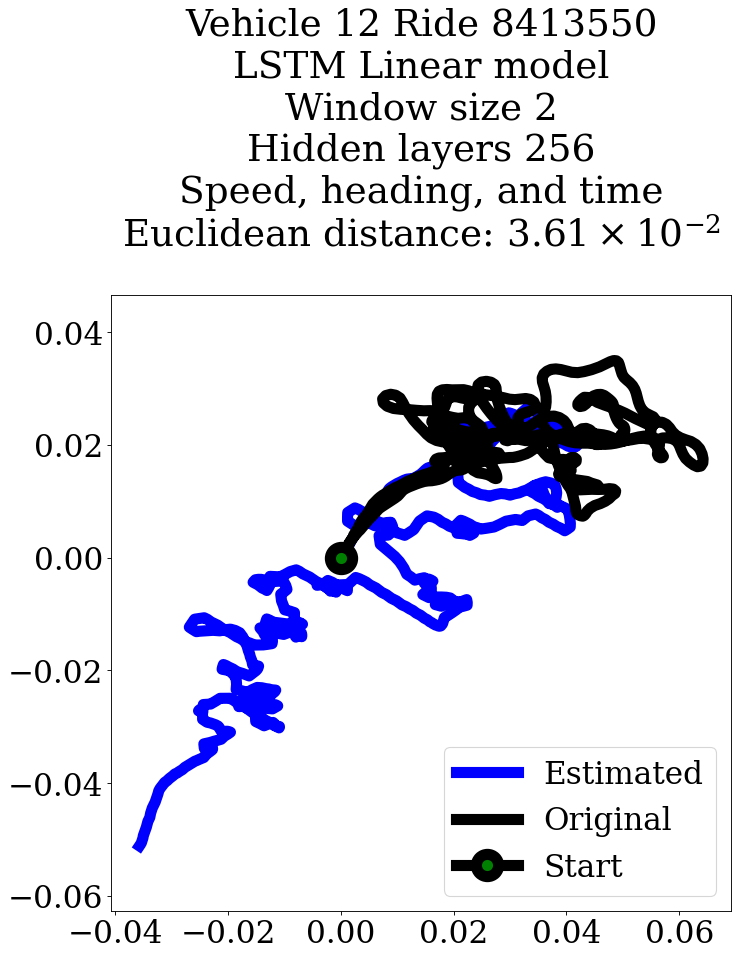 Vehicle 12 Ride 8413550
LSTM Linear model
Window size 2
Hidden layers 256
Speed, heading, and time
Euclidean distance: 3.61 × 10⁻²
0.04
0.02
0.00
−0.02
−0.04
−0.06
Estimated
Original
Start
−0.04 −0.02 0.00 0.02 0.04 0.06